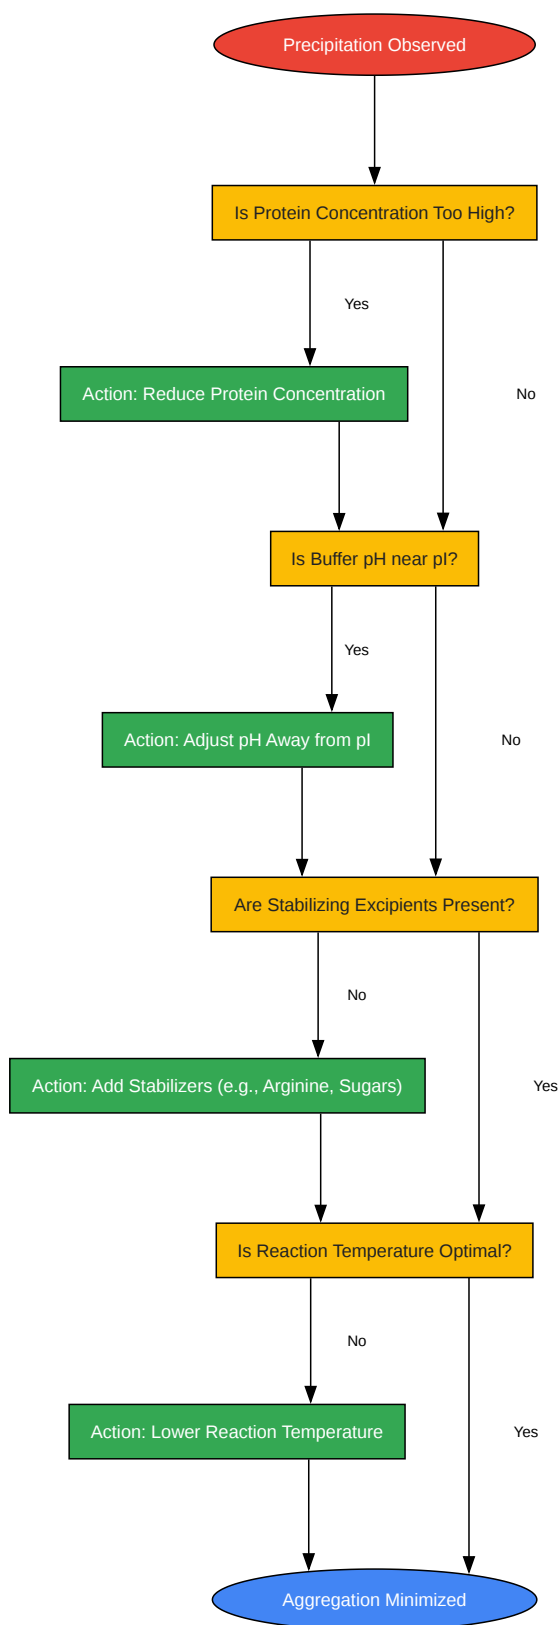 Precipitation Observed
Is Protein Concentration Too High?
Yes
Action: Reduce Protein Concentration
No
Is Buffer pH near pI?
Yes
Action: Adjust pH Away from pI
No
Are Stabilizing Excipients Present?
No
Action: Add Stabilizers (e.g., Arginine, Sugars)
Yes
Is Reaction Temperature Optimal?
No
Action: Lower Reaction Temperature
Yes
Aggregation Minimized